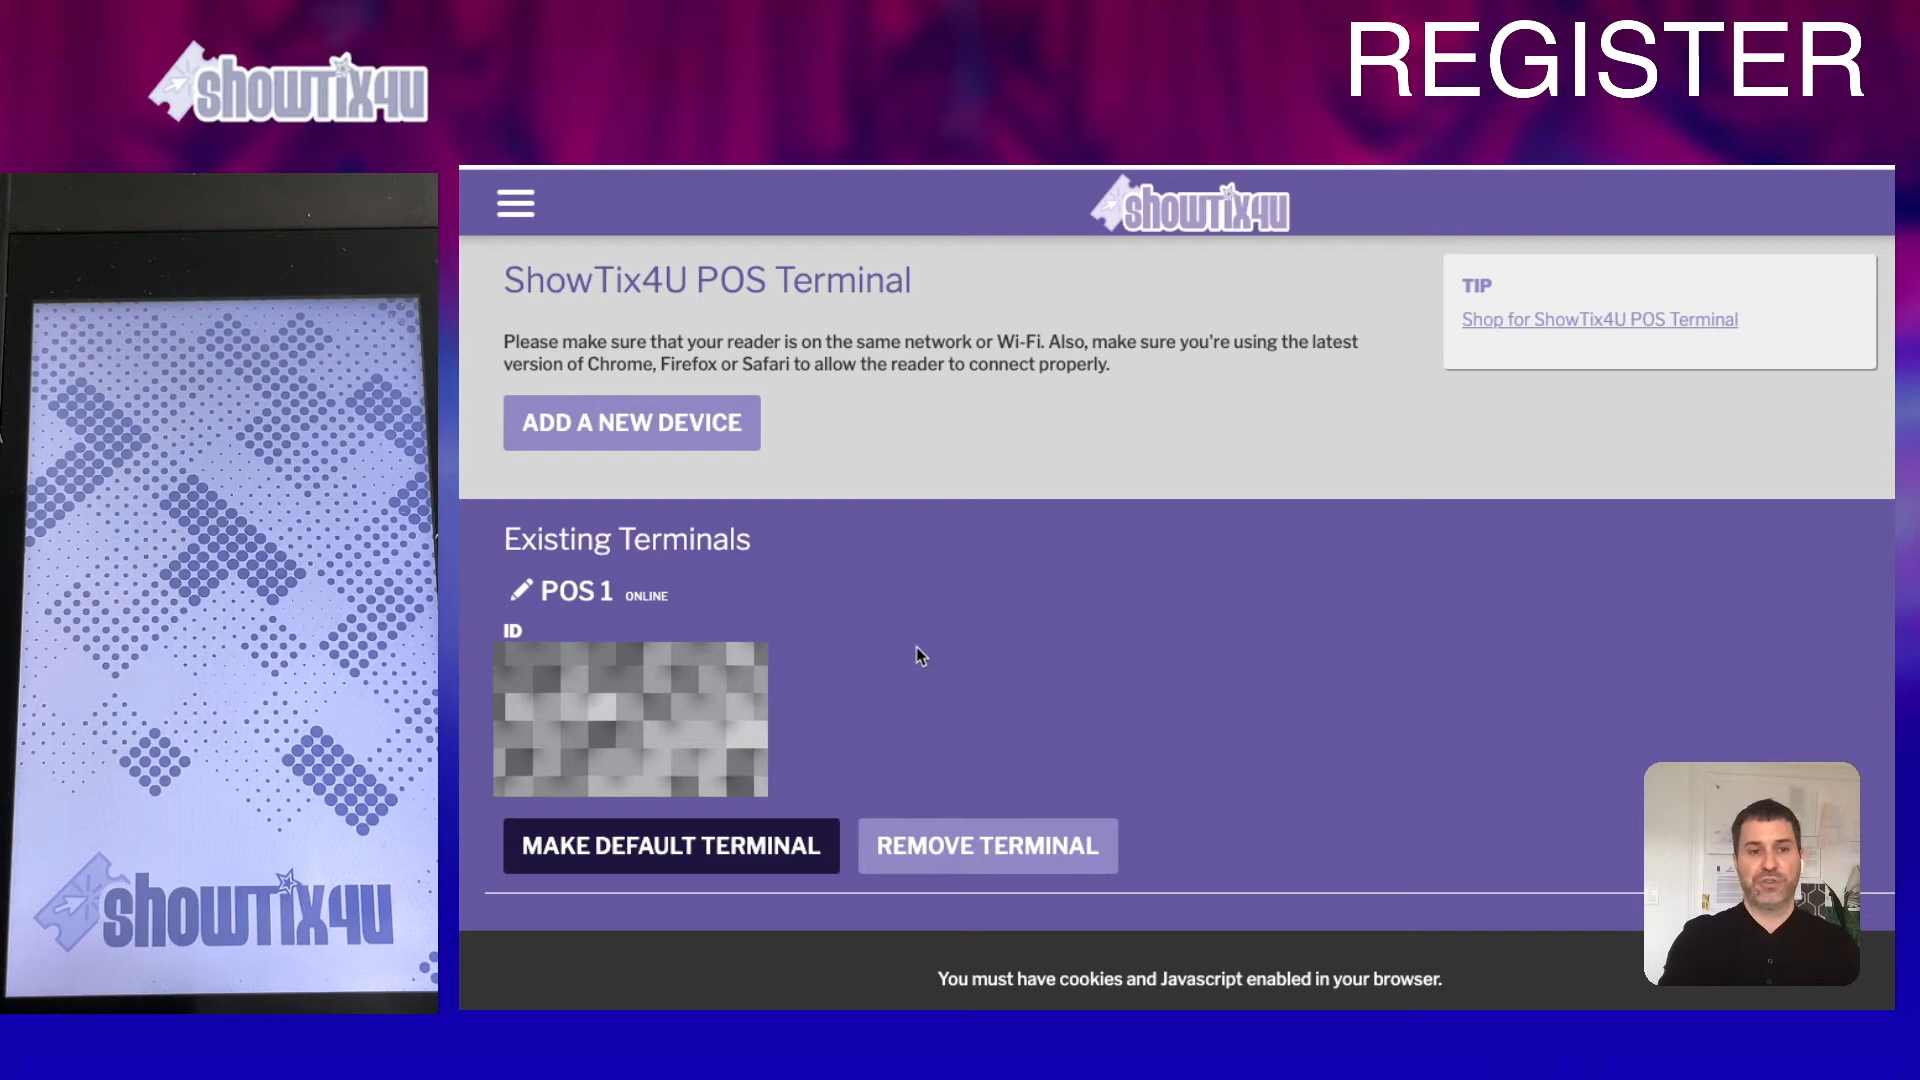 showTix4U
REGISTER
showTix4U
ShowTix4U POS Terminal
Please make sure that your reader is on the same network or Wi-Fi. Also, make sure you're using the latest
version of Chrome, Firefox or Safari to allow the reader to connect properly.
ADD A NEW DEVICE
TIP
Shop for ShowTix4U POS Terminal
Existing Terminals
POS 1 ONLINE
ID
MAKE DEFAULT TERMINAL
REMOVE TERMINAL
showTix4U
You must have cookies and Javascript enabled in your browser.